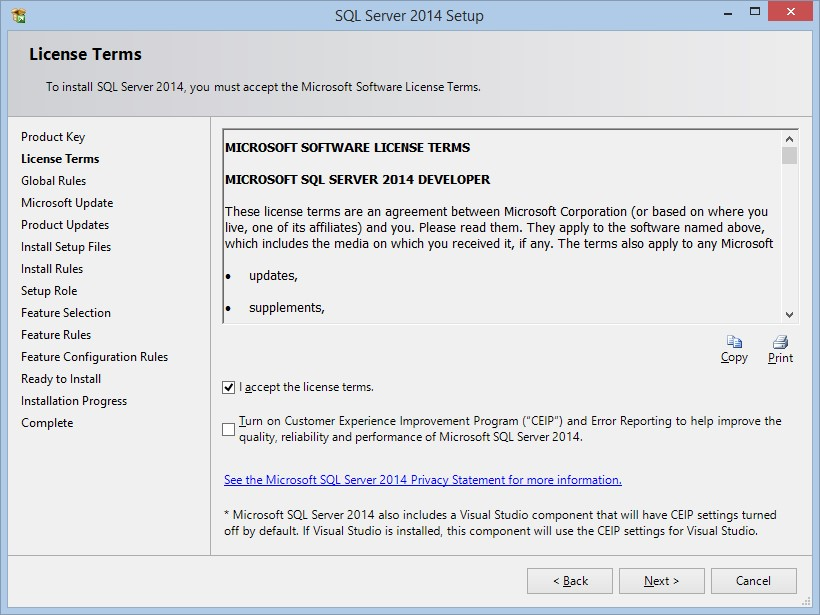 SQL Server 2014 Setup
License Terms
To install SQL Server 2014, you must accept the Microsoft Software License Terms.
Product Key
License Terms
Global Rules
Microsoft Update
Product Updates
Install Setup Files
Install Rules
Setup Role
Feature Selection
Feature Rules
Feature Configuration Rules
Ready to Install
Installation Progress
Complete
MICROSOFT SOFTWARE LICENSE TERMS
MICROSOFT SQL SERVER 2014 DEVELOPER
These license terms are an agreement between Microsoft Corporation (or based on where you
live, one of its affiliates) and you. Please read them. They apply to the software named above,
which includes the media on which you received it, if any. The terms also apply to any Microsoft
• updates,
• supplements,
Copy
Print
I accept the license terms.
Turn on Customer Experience Improvement Program (“CEIP”) and Error Reporting to help improve the
quality, reliability and performance of Microsoft SQL Server 2014.
See the Microsoft SQL Server 2014 Privacy Statement for more information.
* Microsoft SQL Server 2014 also includes a Visual Studio component that will have CEIP settings turned
off by default. If Visual Studio is installed, this component will use the CEIP settings for Visual Studio.
< Back
Next >
Cancel